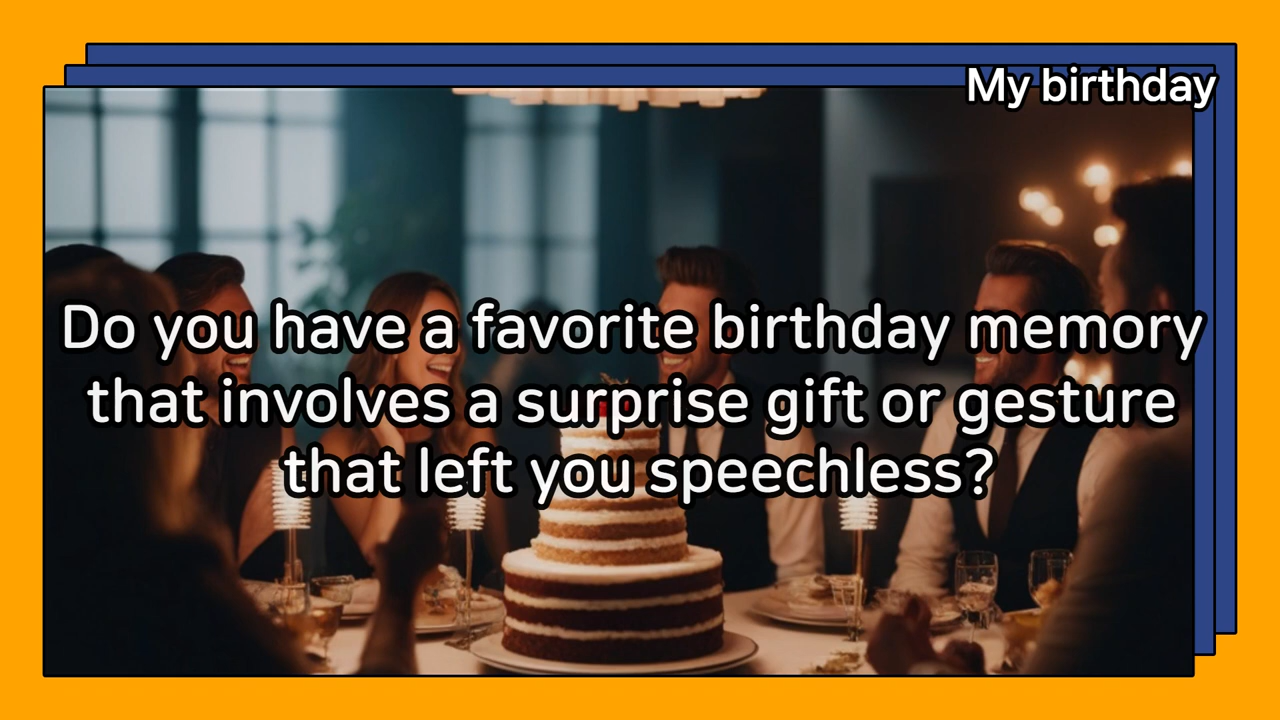 My birthday
Do you have a favorite birthday memory
that involves a surprise gift or gesture
that left you speechless?